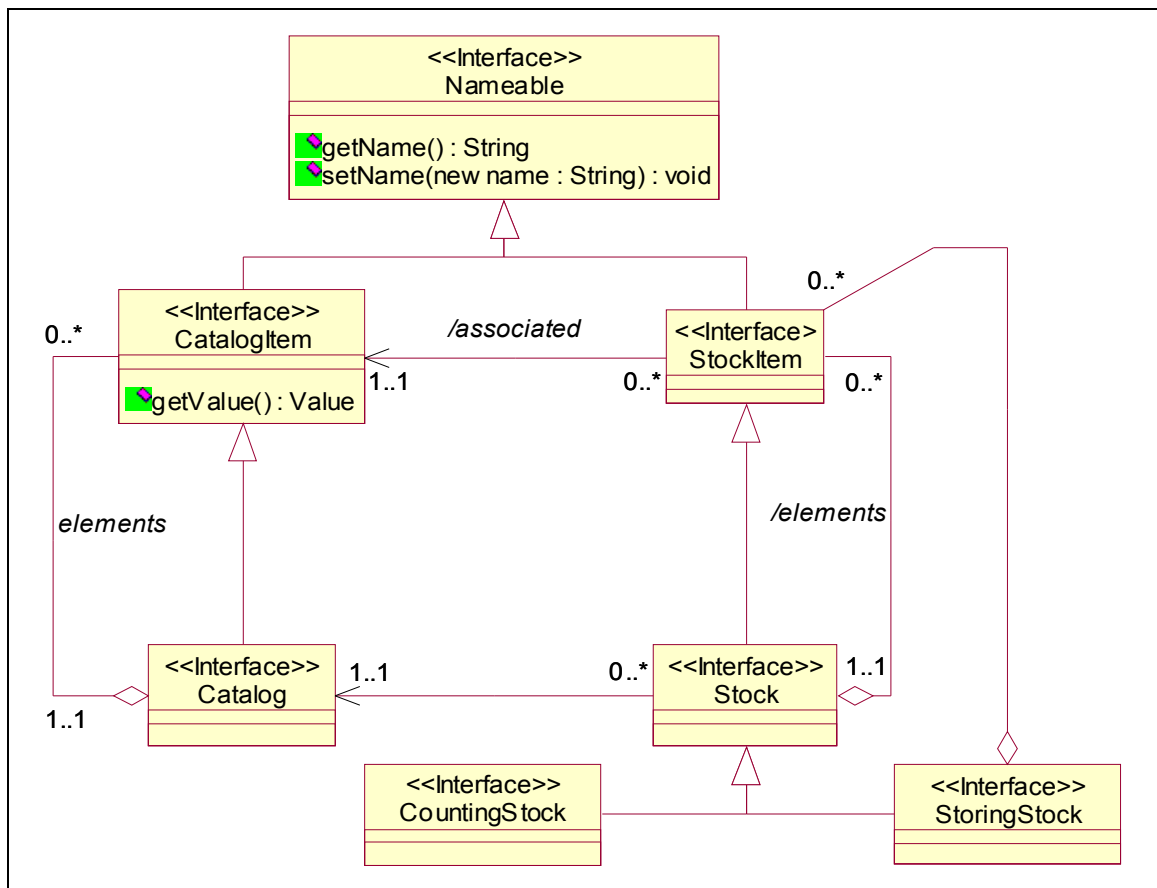 <<Interface>>
Nameable
getName() : String
setName(new name : String) : void
0..*
<<Interface>>
CatalogItem
getValue() : Value
/associated
1..1
0..*
<<Interface>
StockItem
0..*
0..*
elements
/elements
<<Interface>>
Catalog
1..1
1..1
0..*
<<Interface>>
Stock
1..1
<<Interface>>
CountingStock
<<Interface>>
StoringStock